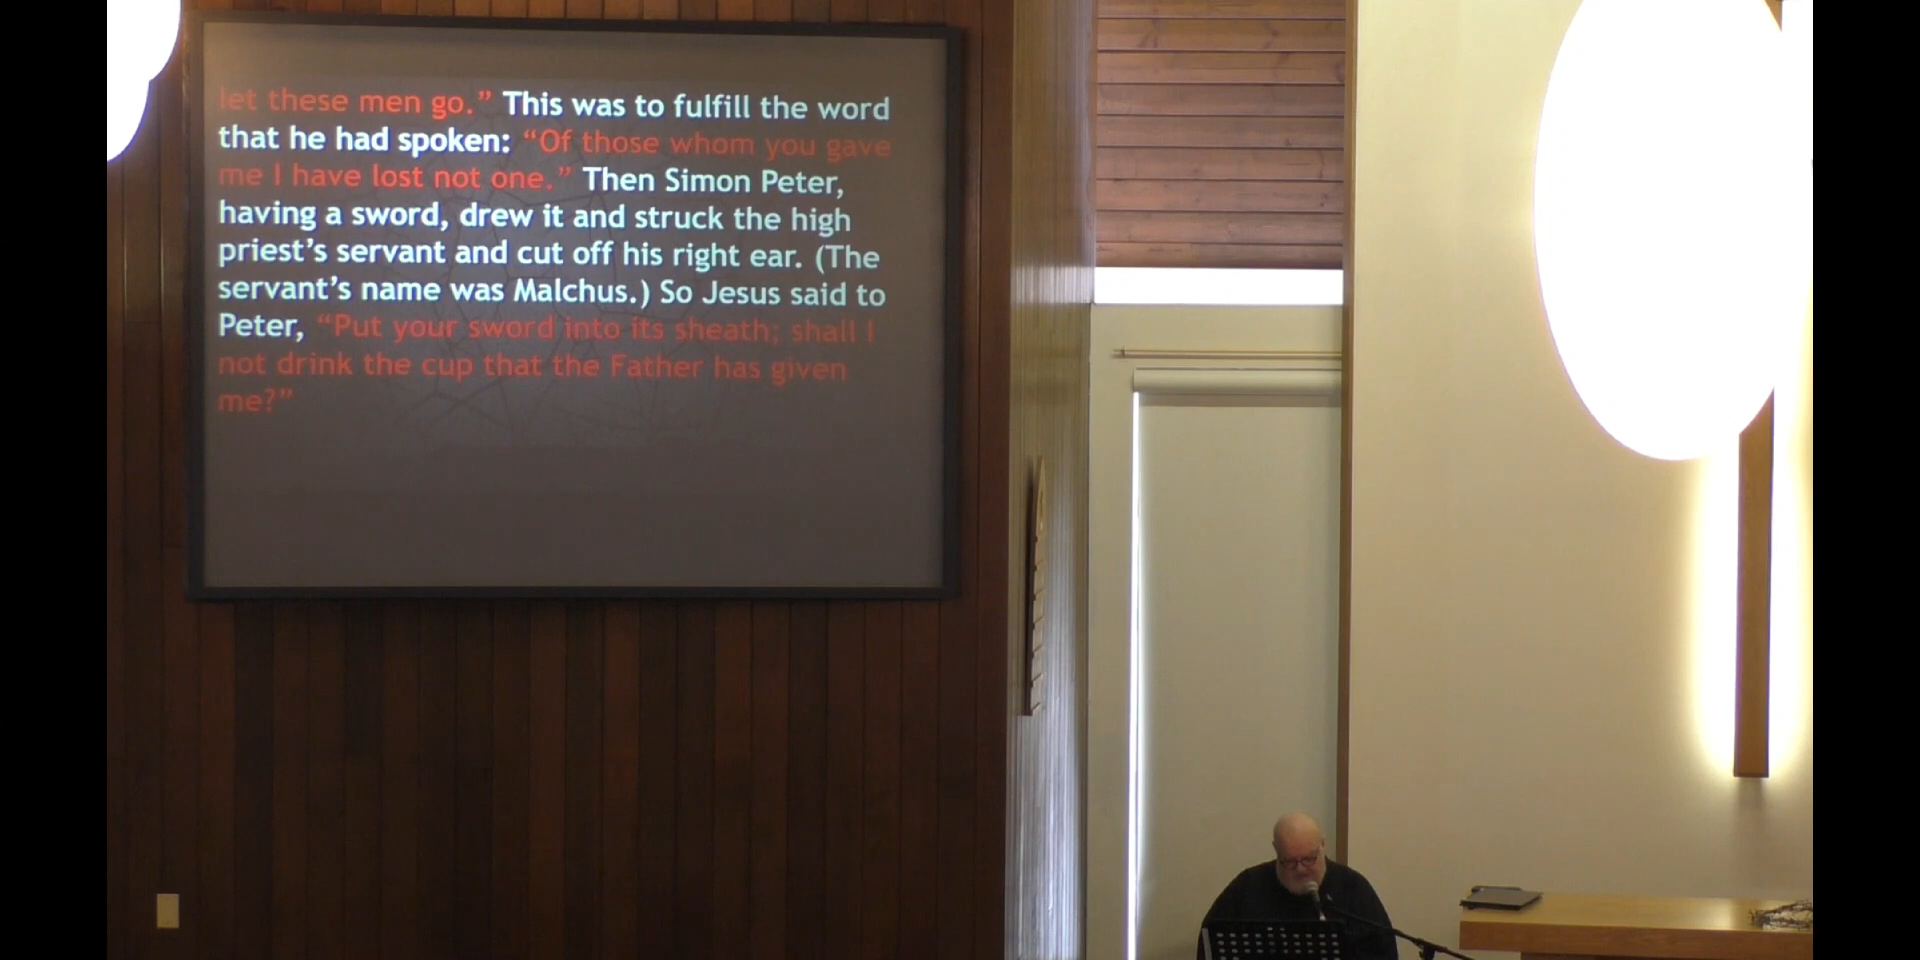 let these men go.” This was to fulfill the word
that he had spoken: “Of those whom you gave
me I have lost not one.” Then Simon Peter,
having a sword, drew it and struck the high
priest’s servant and cut off his right ear. (The
servant’s name was Malchus.) So Jesus said to
Peter, “Put your sword into its sheath; shall I
not drink the cup that the Father has given
me?”